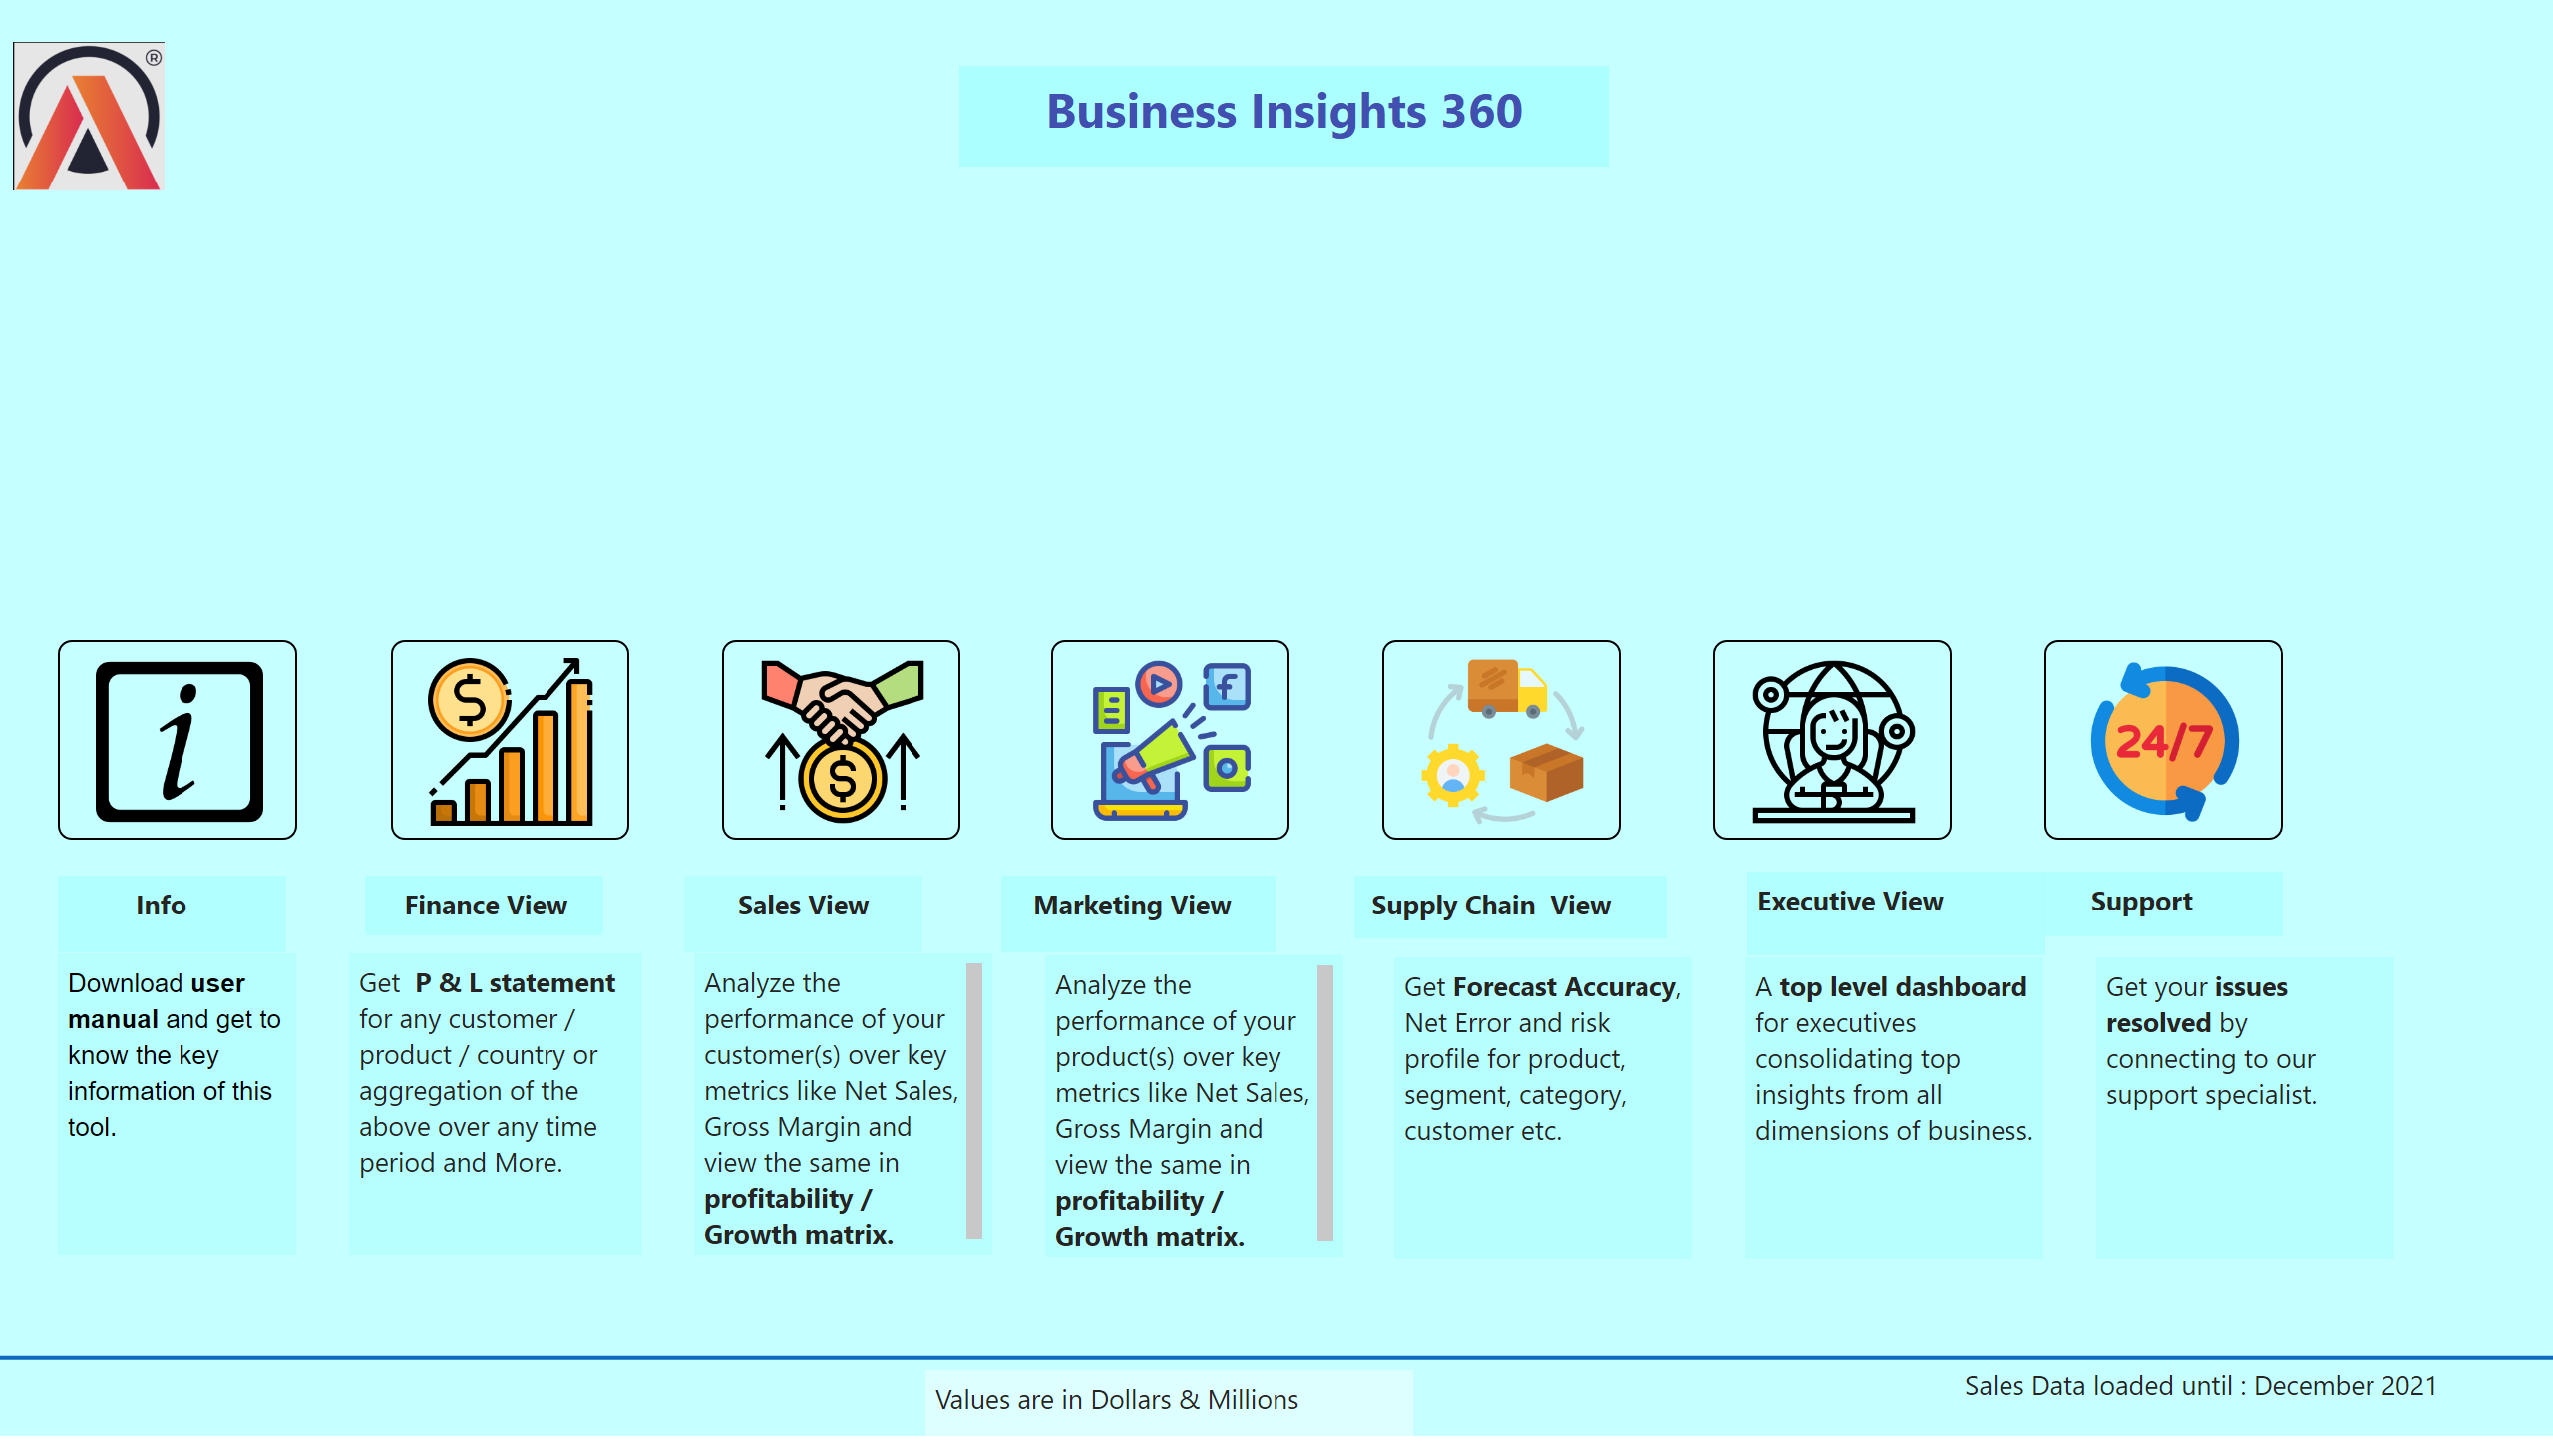 ®
Business Insights 360
24/7
Info
Finance View
Sales View
Marketing View
Supply Chain  View
Executive View
Support
Download user
manual and get to
know the key
information of this
tool.
Get  P & L statement
for any customer /
product / country or
aggregation of the
above over any time
period and More.
Analyze the
performance of your
customer(s) over key
metrics like Net Sales,
Gross Margin and
view the same in
profitability /
Growth matrix.
Analyze the
performance of your
product(s) over key
metrics like Net Sales,
Gross Margin and
view the same in
profitability /
Growth matrix.
Get Forecast Accuracy,
Net Error and risk
profile for product,
segment, category,
customer etc.
A top level dashboard
for executives
consolidating top
insights from all
dimensions of business.
Get your issues
resolved by
connecting to our
support specialist.
Values are in Dollars & Millions
Sales Data loaded until : December 2021